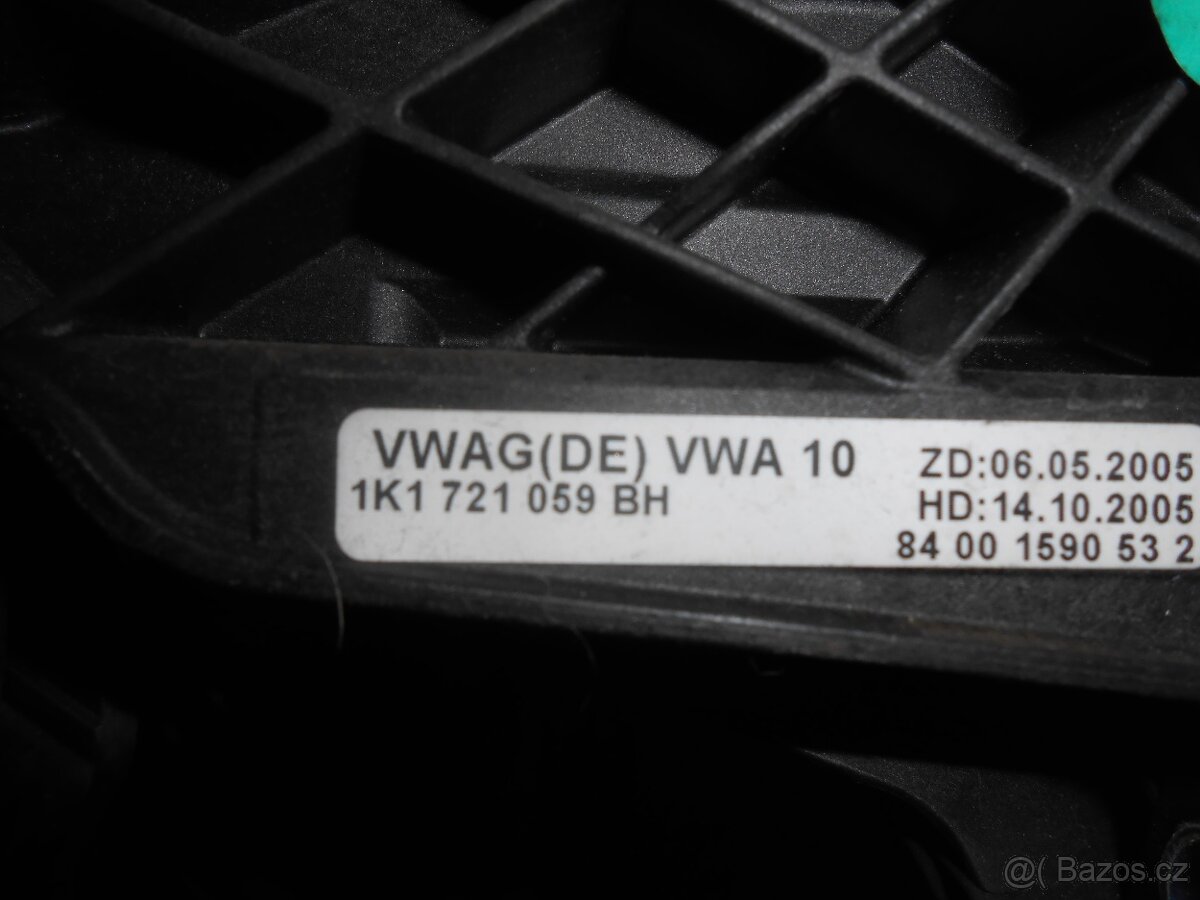 VWAG(DE) VWA 10 ZD:06.05.2005
1K1 721 059 BH HD:14.10.2005
84 00 1590 53 2
@( Bazos.cz